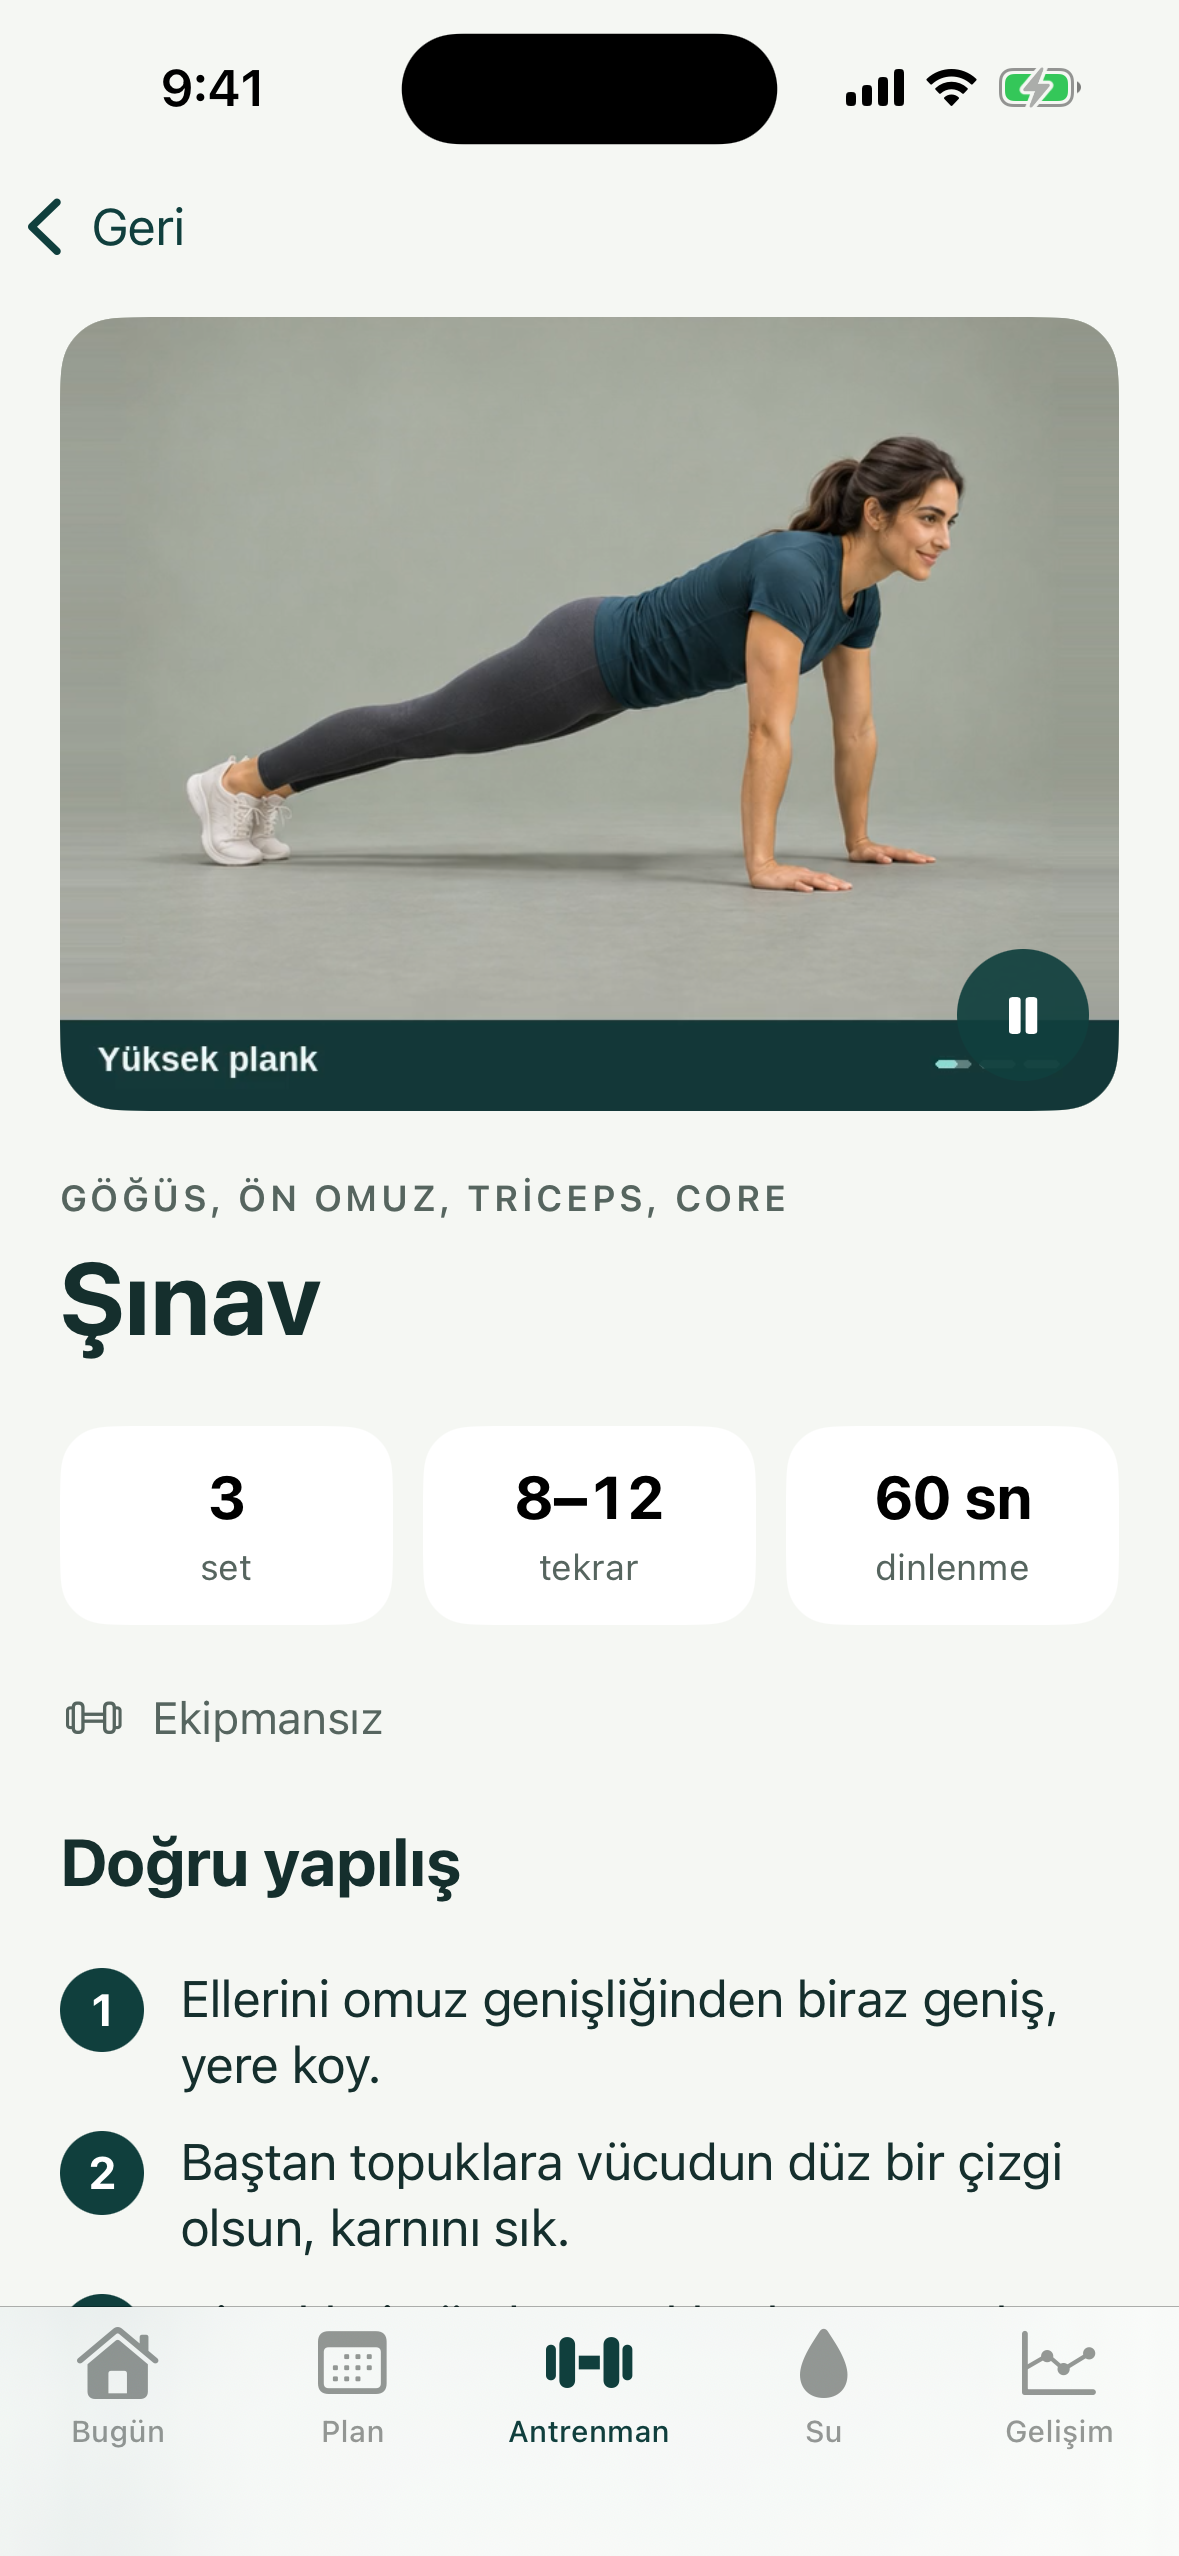 9:41
Geri
Yüksek plank
GÖĞÜS, ÖN OMUZ, TRİCEPS, CORE
Şınav
3
set
8–12
tekrar
60 sn
dinlenme
Ekipmansız
Doğru yapılış
1
Ellerini omuz genişliğinden biraz geniş,
yere koy.
2
Baştan topuklara vücudun düz bir çizgi
olsun, karnını sık.
Bugün
Plan
Antrenman
Su
Gelişim